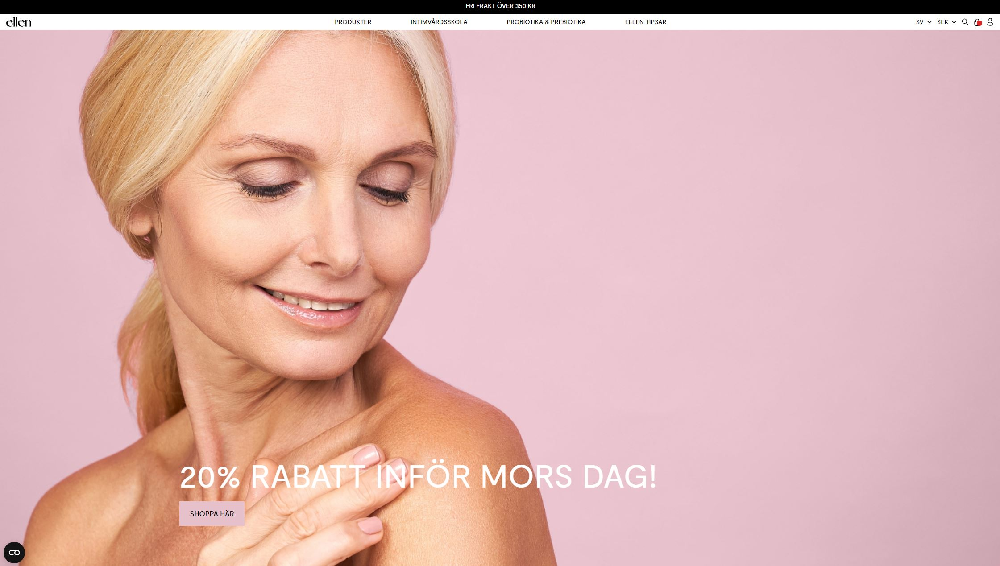 FRI FRAKT ÖVER 350 KR
ellen
PRODUKTER
INTIMVÅRDSSKOLA
PROBIOTIKA & PREBIOTIKA
ELLEN TIPSAR
SV
SEK
20% RABATT INFÖR MORS DAG!
SHOPPA HÄR